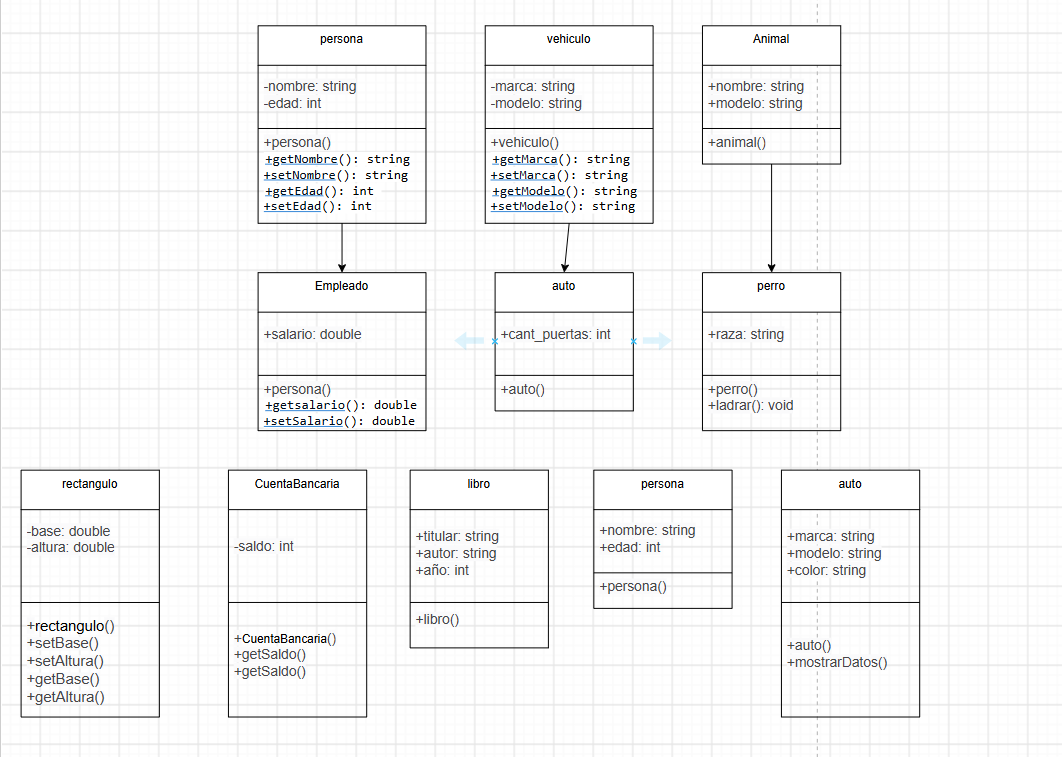 persona
-nombre: string
-edad: int
+persona()
+getNombre(): string
+setNombre(): string
+getEdad(): int
+setEdad(): int
vehiculo
-marca: string
-modelo: string
+vehiculo()
+getMarca(): string
+setMarca(): string
+getModelo(): string
+setModelo(): string
Animal
+nombre: string
+modelo: string
+animal()
Empleado
+salario: double
+persona()
+getsalario(): double
+setSalario(): double
auto
+cant_puertas: int
+auto()
perro
+raza: string
+perro()
+ladrar(): void
rectangulo
-base: double
-altura: double
+rectangulo()
+setBase()
+setAltura()
+getBase()
+getAltura()
CuentaBancaria
-saldo: int
+CuentaBancaria()
+getSaldo()
+getSaldo()
libro
+titular: string
+autor: string
+año: int
+libro()
persona
+nombre: string
+edad: int
+persona()
auto
+marca: string
+modelo: string
+color: string
+auto()
+mostrarDatos()